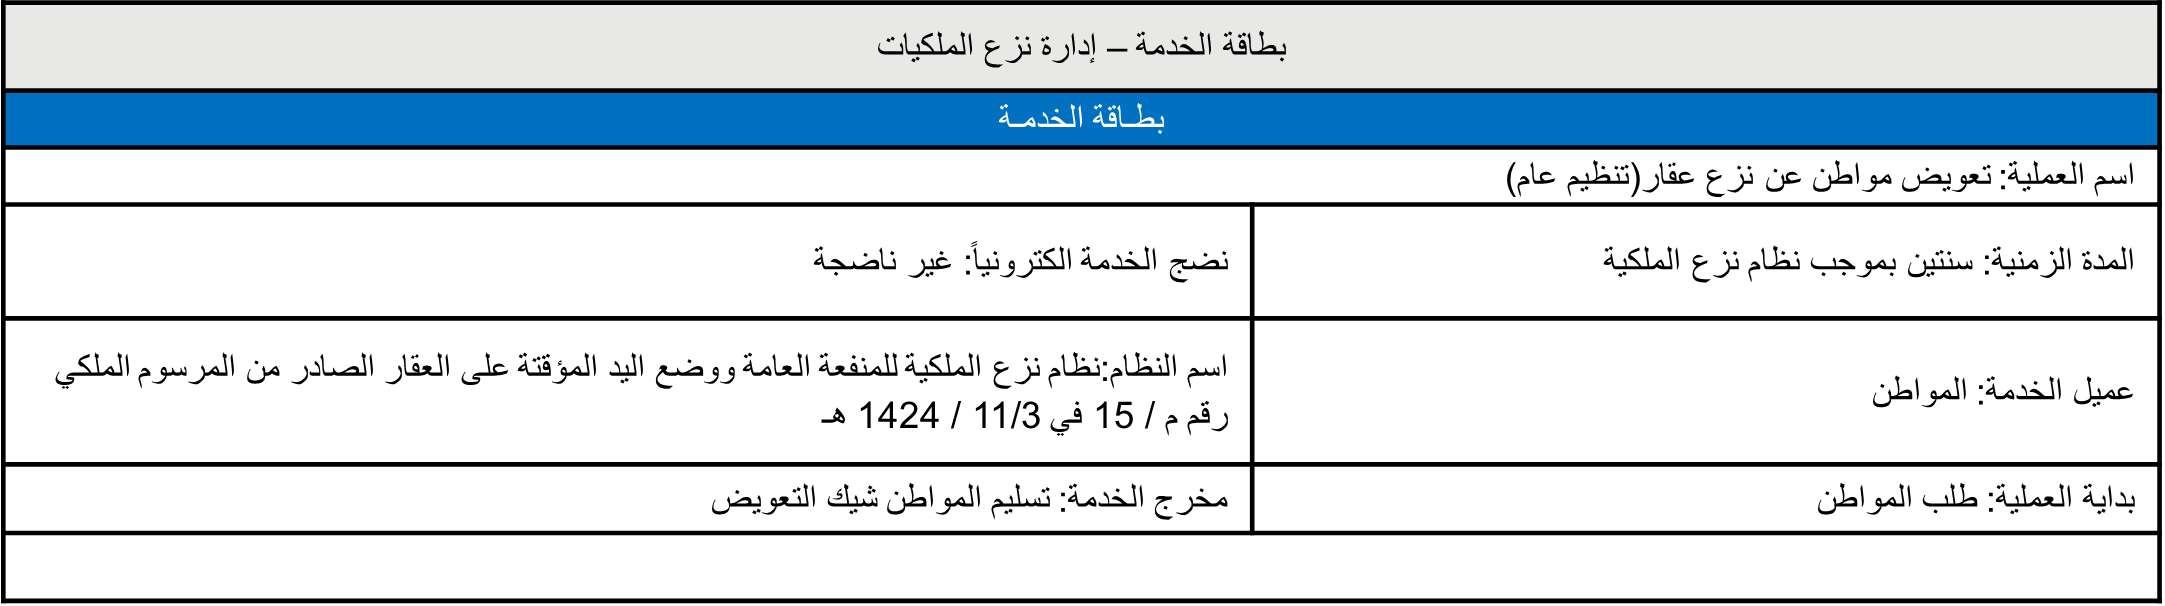 بطاقة الخدمة – إدارة نزع الملكيات
بطـاقة الخدمـة
اسم العملية: تعويض مواطن عن نزع عقار(تنظيم عام)
المدة الزمنية: سنتين بموجب نظام نزع الملكية
نضج الخدمة الكترونياً: غير ناضجة
عميل الخدمة: المواطن
اسم النظام:نظام نزع الملكية للمنفعة العامة ووضع اليد المؤقتة على العقار الصادر من المرسوم الملكي
رقم م / 15 في 11/3 / 1424 هـ
بداية العملية: طلب المواطن
مخرج الخدمة: تسليم المواطن شيك التعويض